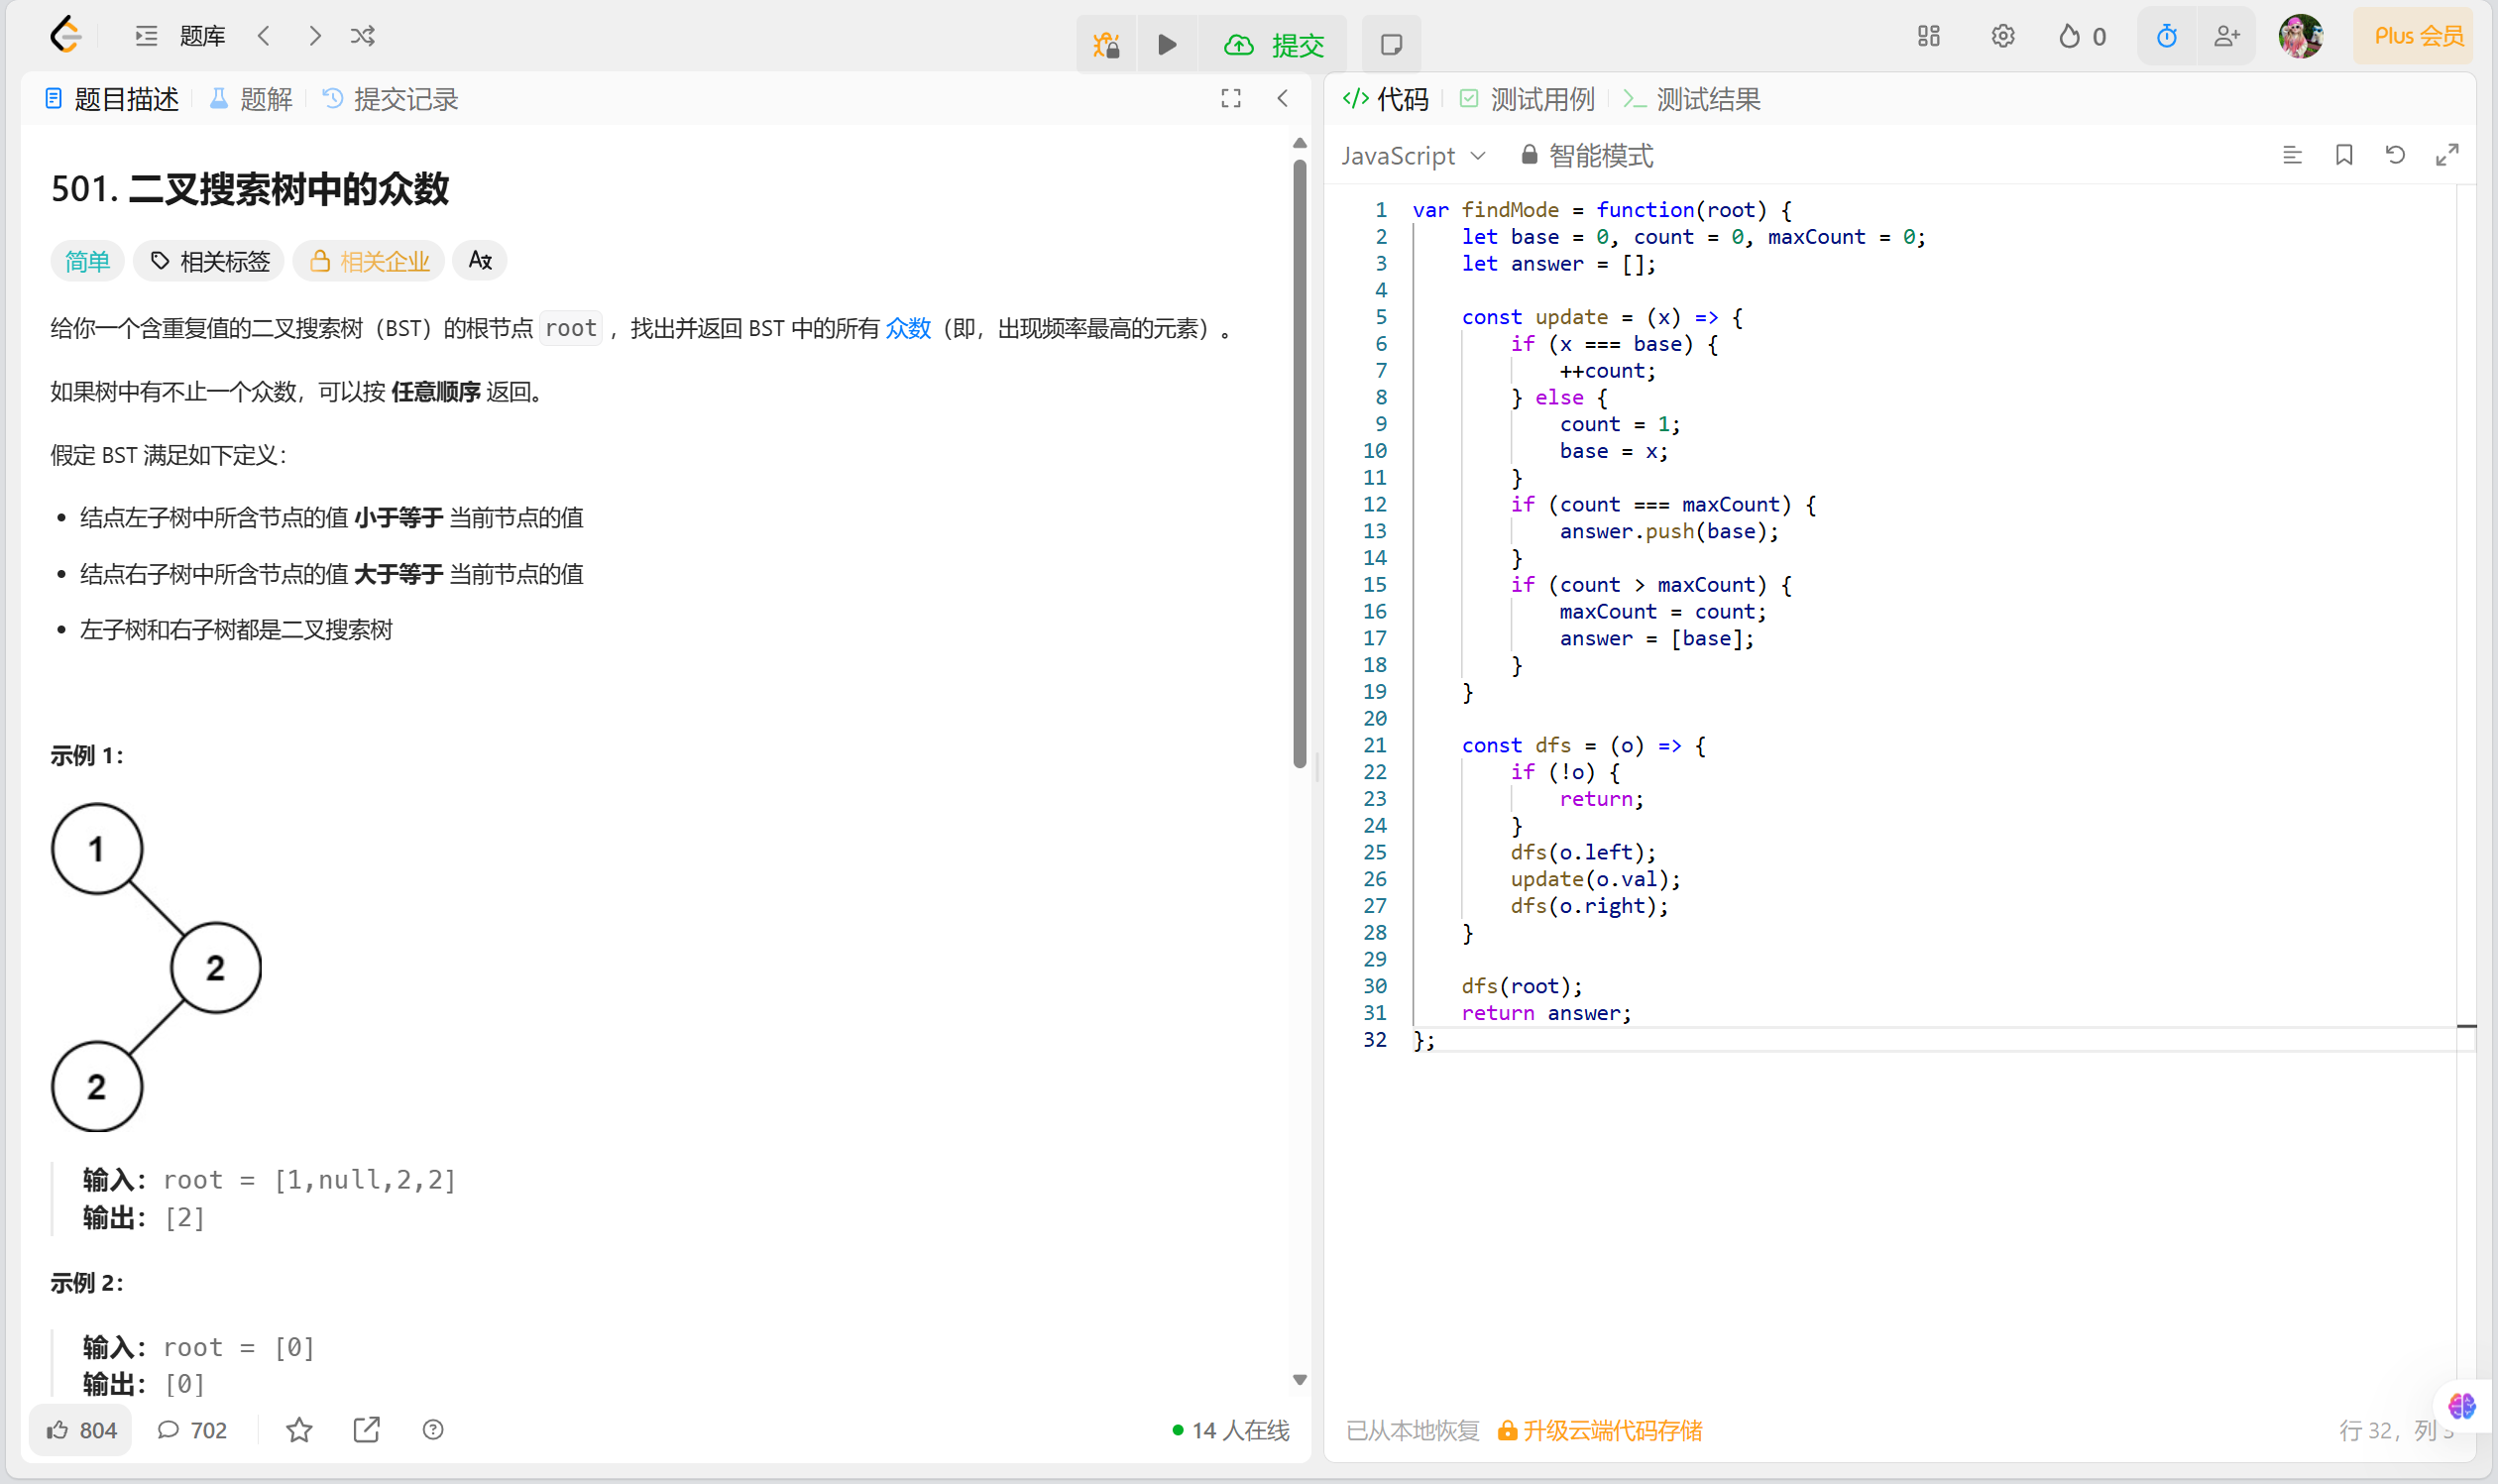 题库
提交
0
Plus 会员
题目描述
题解
提交记录
501. 二叉搜索树中的众数
简单
相关标签
相关企业
给你一个含重复值的二叉搜索树（BST）的根节点 root ，找出并返回 BST 中的所有 众数（即，出现频率最高的元素）。
如果树中有不止一个众数，可以按 任意顺序 返回。
假定 BST 满足如下定义：
• 结点左子树中所含节点的值 小于等于 当前节点的值
• 结点右子树中所含节点的值 大于等于 当前节点的值
• 左子树和右子树都是二叉搜索树
示例 1：
1
2
2
输入：root = [1,null,2,2]
输出：[2]
示例 2：
输入：root = [0]
输出：[0]
804
702
14 人在线
代码
测试用例
测试结果
JavaScript
智能模式
1 var findMode = function(root) {
2     let base = 0, count = 0, maxCount = 0;
3     let answer = [];
4
5     const update = (x) => {
6         if (x === base) {
7             ++count;
8         } else {
9             count = 1;
10             base = x;
11         }
12         if (count === maxCount) {
13             answer.push(base);
14         }
15         if (count > maxCount) {
16             maxCount = count;
17             answer = [base];
18         }
19     }
20
21     const dfs = (o) => {
22         if (!o) {
23             return;
24         }
25         dfs(o.left);
26         update(o.val);
27         dfs(o.right);
28     }
29
30     dfs(root);
31     return answer;
32 };
已从本地恢复
升级云端代码存储
行 32，列